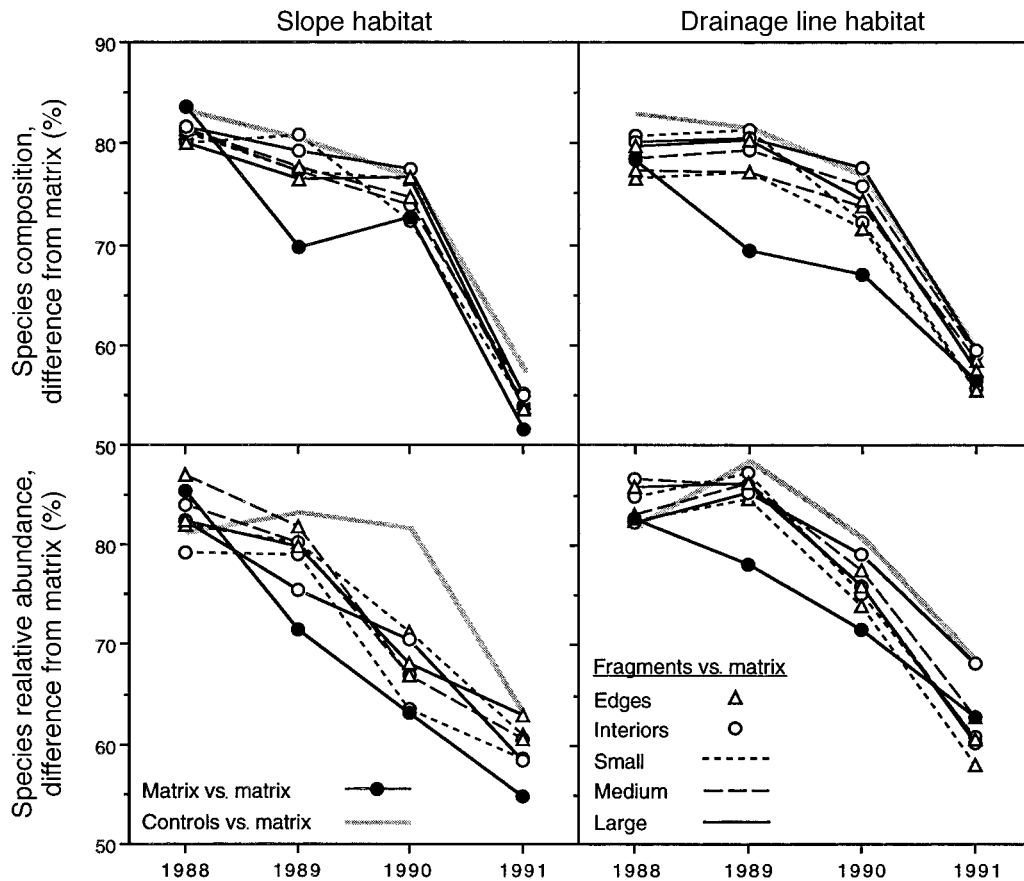 Slope habitat
Drainage line habitat
Species composition,
difference from matrix (%)
90
80
70
60
50
Species realative abundance,
difference from matrix (%)
80
70
60
50
Matrix vs. matrix
Controls vs. matrix
Fragments vs. matrix
Edges
Interiors
Small
Medium
Large
1988 1989 1990 1991
1988 1989 1990 1991